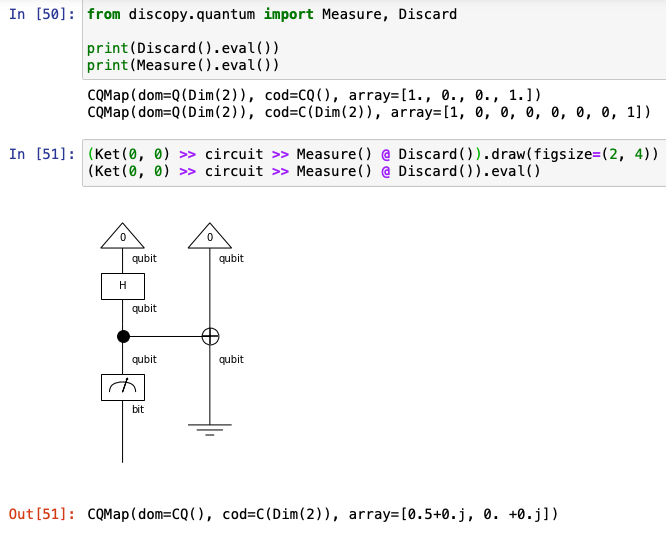 In [50]: from discopy.quantum import Measure, Discard
print(Discard().eval())
print(Measure().eval())
CQMap(dom=Q(Dim(2)), cod=CQ(), array=[1., 0., 0., 1.])
CQMap(dom=Q(Dim(2)), cod=C(Dim(2)), array=[1, 0, 0, 0, 0, 0, 0, 1])
In [51]: (Ket(0, 0) >> circuit >> Measure() @ Discard()).draw(figsize=(2, 4))
(Ket(0, 0) >> circuit >> Measure() @ Discard()).eval()
0 0
qubit qubit
H
qubit
qubit qubit
bit
Out[51]: CQMap(dom=CQ(), cod=C(Dim(2)), array=[0.5+0.j, 0. +0.j])